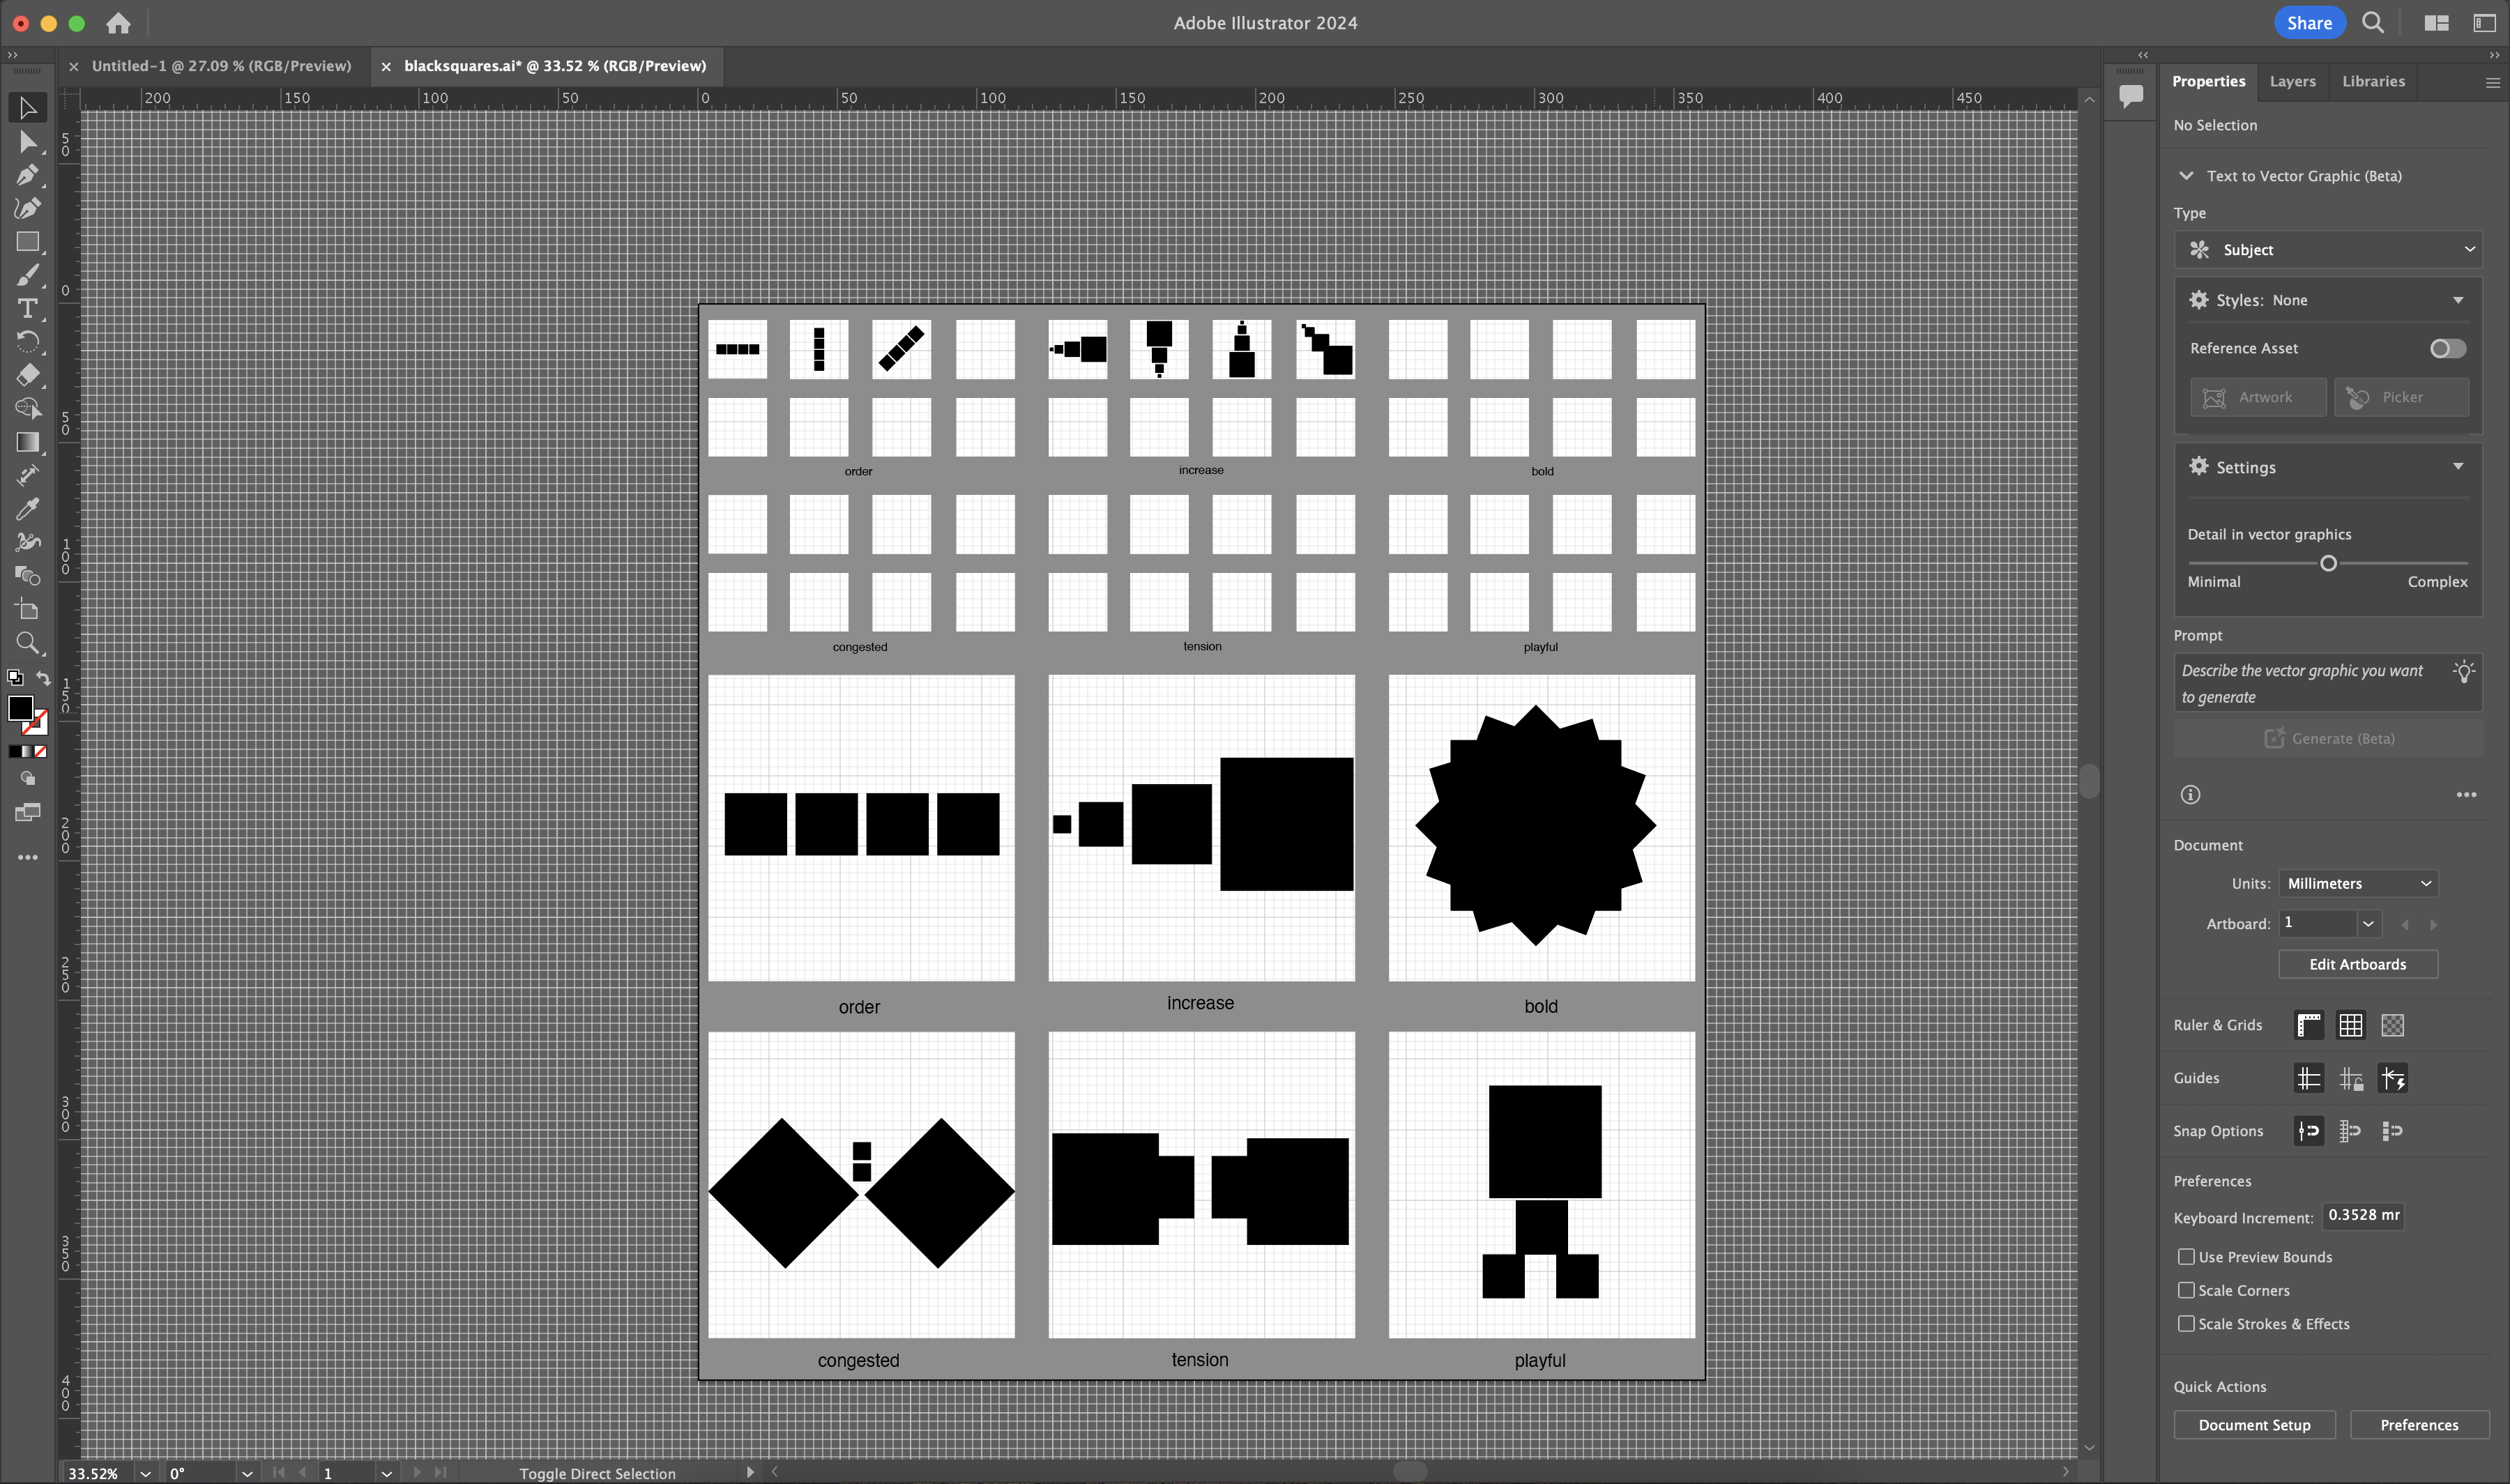 Adobe Illustrator 2024
Share
Untitled-1 @ 27.09 % (RGB/Preview)
blacksquares.ai* @ 33.52 % (RGB/Preview)
Properties
Layers
Libraries
200 150 100 50 0 50 100 150 200 250 300 350 400 450
50
0
50
100
150
200
250
300
350
400
No Selection
Text to Vector Graphic (Beta)
Type
Subject
Styles: None
Reference Asset
Artwork
Picker
Settings
Detail in vector graphics
Minimal
Complex
Prompt
Describe the vector graphic you want
to generate
Generate (Beta)
Document
Units: Millimeters
Artboard: 1
Edit Artboards
Ruler & Grids
Guides
Snap Options
Preferences
Keyboard Increment: 0.3528 mr
Use Preview Bounds
Scale Corners
Scale Strokes & Effects
Quick Actions
Document Setup
Preferences
order
increase
bold
congested
tension
playful
order
increase
bold
congested
tension
playful
33.52%
0°
1
Toggle Direct Selection